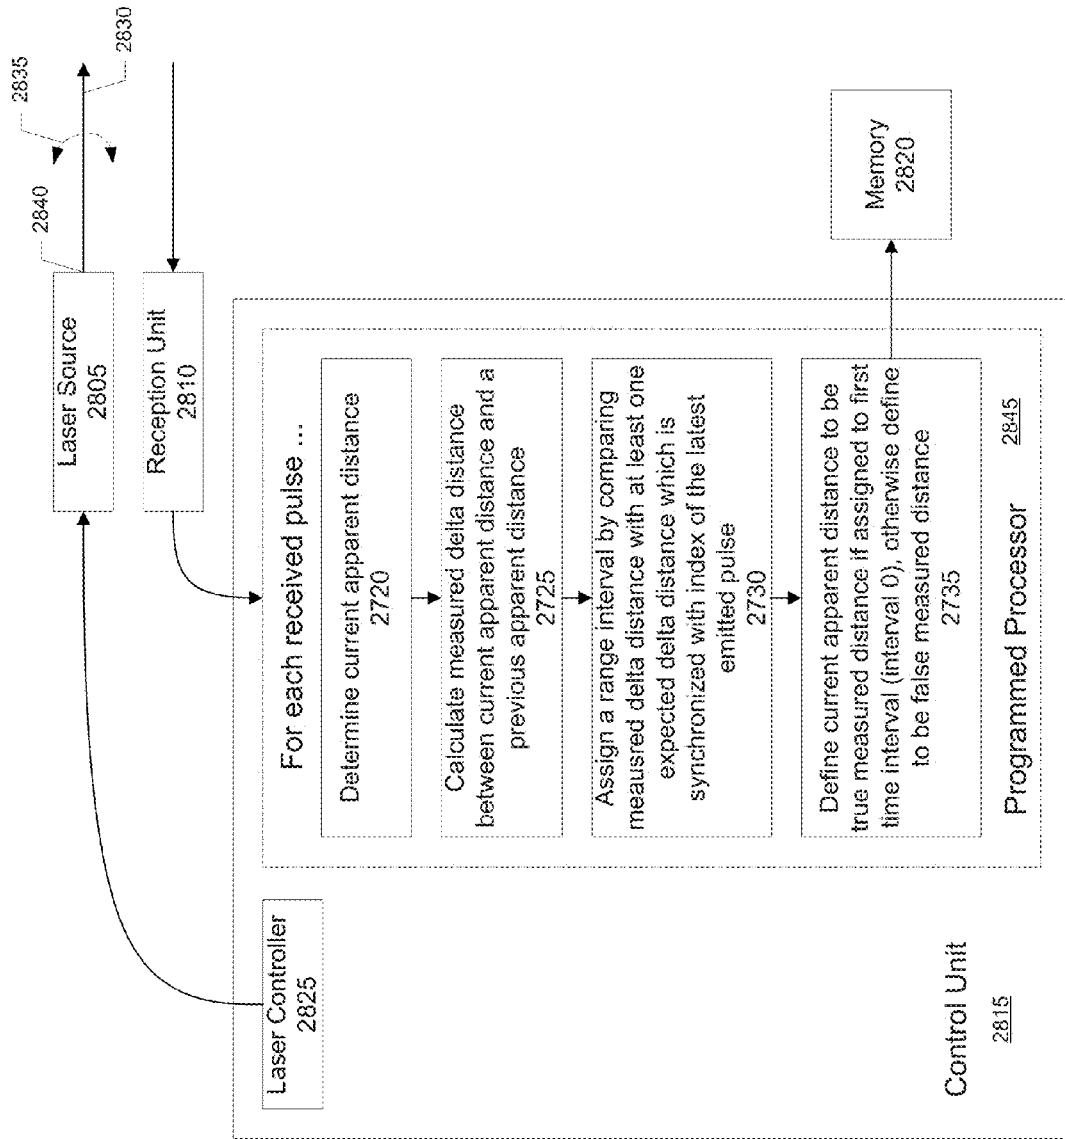 Laser Source
2805
2840
2835
2830
Reception Unit
2810
For each received pulse ...
Determine current apparent distance
2720
Calculate measured delta distance
between current apparent distance and a
previous apparent distance
2725
Assign a range interval by comparing
meausred delta distance with at least one
expected delta distance which is
synchronized with index of the latest
emitted pulse
2730
Define current apparent distance to be
true measured distance if assigned to first
time interval (interval 0), otherwise define
to be false measured distance
2735
Programmed Processor
2845
Memory
2820
Laser Controller
2825
Control Unit
2815